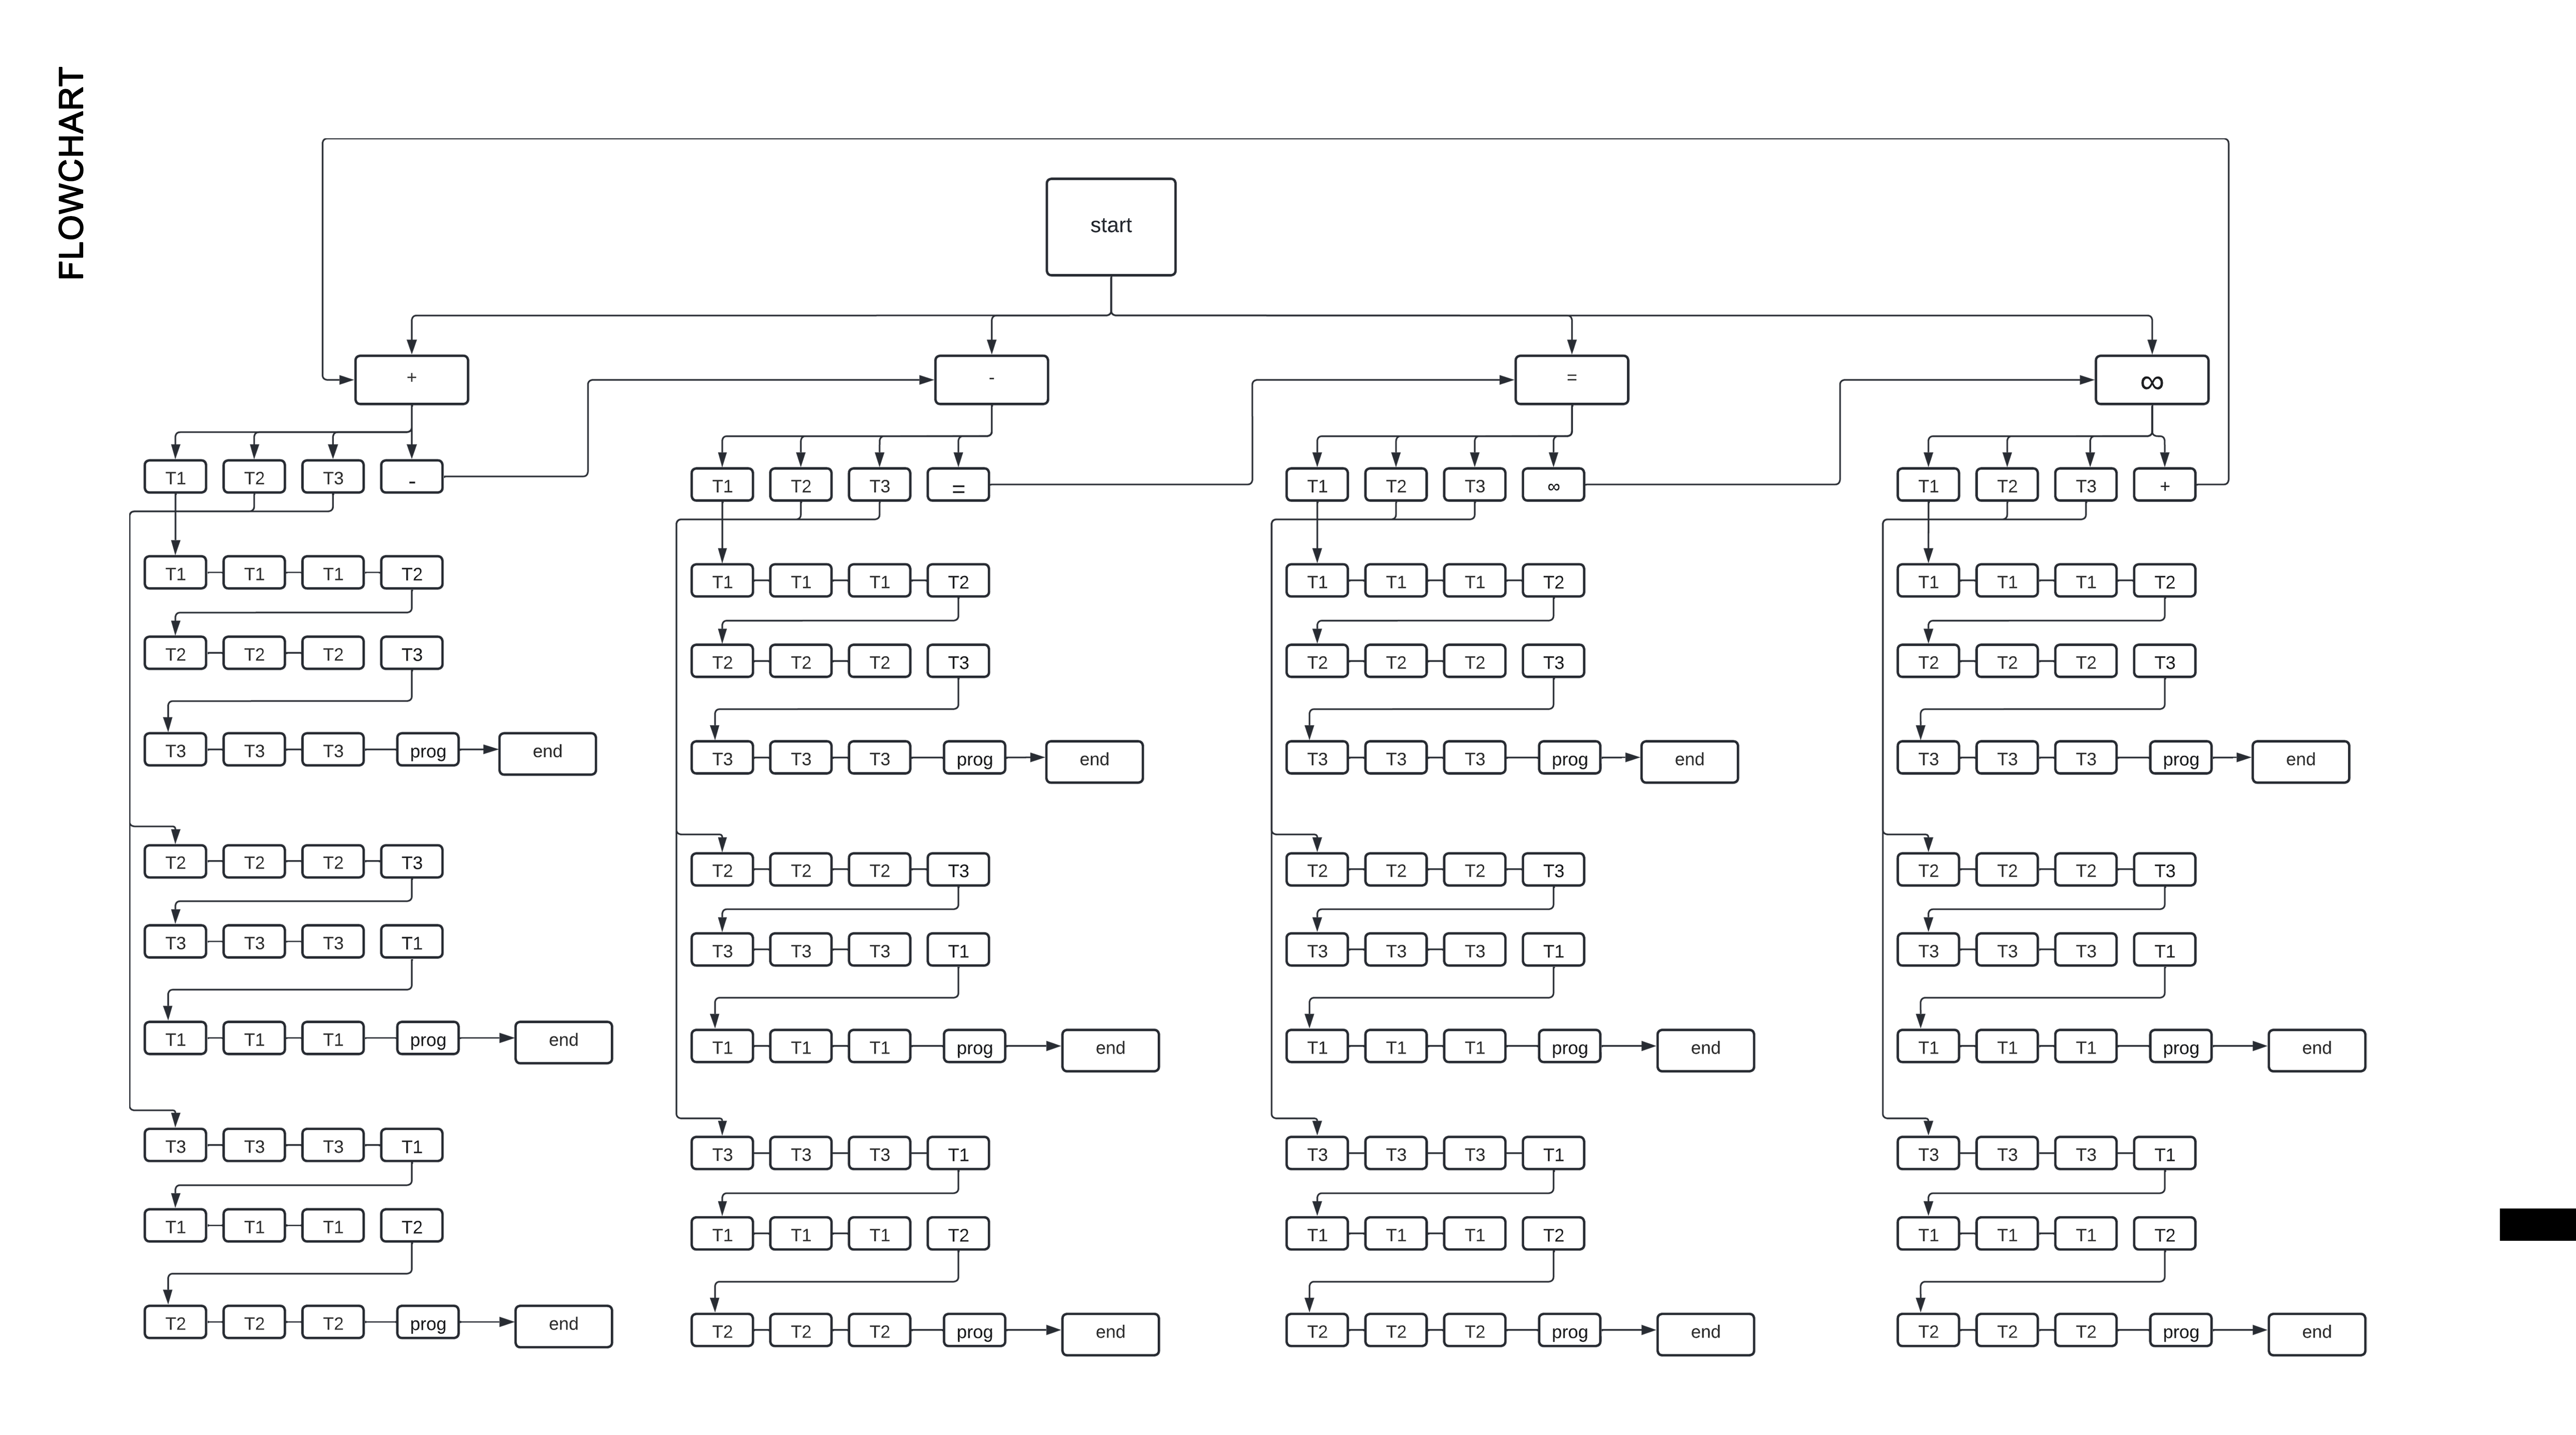 FLOWCHART
start
+ - = ∞
T1 T2 T3 - T1 T2 T3 = T1 T2 T3 ∞ T1 T2 T3 +
T1 T1 T1 T2 T1 T1 T1 T2 T1 T1 T1 T2 T1 T1 T1 T2
T2 T2 T2 T3 T2 T2 T2 T3 T2 T2 T2 T3 T2 T2 T2 T3
T3 T3 T3 prog end T3 T3 T3 prog end T3 T3 T3 prog end T3 T3 T3 prog end
T2 T2 T2 T3 T2 T2 T2 T3 T2 T2 T2 T3 T2 T2 T2 T3
T3 T3 T3 T1 T3 T3 T3 T1 T3 T3 T3 T1 T3 T3 T3 T1
T1 T1 T1 prog end T1 T1 T1 prog end T1 T1 T1 prog end T1 T1 T1 prog end
T3 T3 T3 T1 T3 T3 T3 T1 T3 T3 T3 T1 T3 T3 T3 T1
T1 T1 T1 T2 T1 T1 T1 T2 T1 T1 T1 T2 T1 T1 T1 T2
T2 T2 T2 prog end T2 T2 T2 prog end T2 T2 T2 prog end T2 T2 T2 prog end